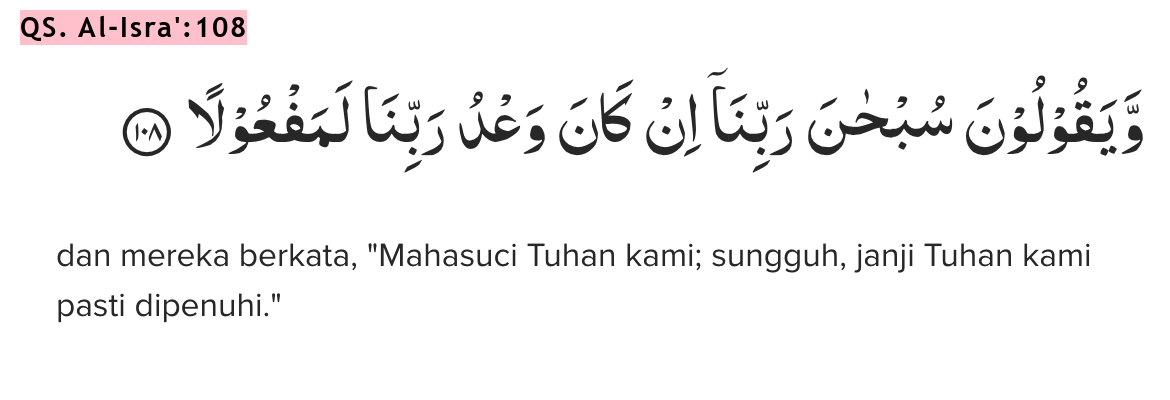 QS. Al-Isra':108
وَّيَقُوْلُوْنَ سُبْحٰنَ رَبِّنَآ اِنْ كَانَ وَعْدُ رَبِّنَا لَمَفْعُوْلًا ١٠٨
dan mereka berkata, "Mahasuci Tuhan kami; sungguh, janji Tuhan kami
pasti dipenuhi."